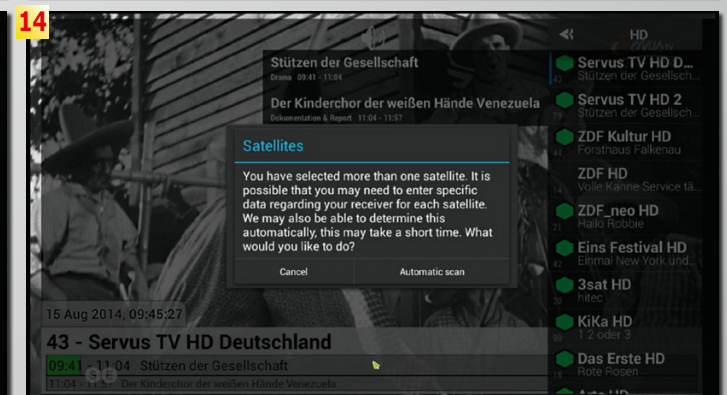 14
HD
Stützen der Gesellschaft
Drama 09:41 - 11:04
Der Kinderchor der weißen Hände Venezuela
Dokumentation & Report 11:04 - 11:57
Satellites
You have selected more than one satellite. It is
possible that you may need to enter specific
data regarding your receiver for each satellite.
We may also be able to determine this
automatically, this may take a short time. What
would you like to do?
Cancel
Automatic scan
Servus TV HD D...
43 Stützen der Gesellsch...
Servus TV HD 2
Stützen der Gesellsch...
ZDF Kultur HD
Forsthaus Falkenau
ZDF HD
Volle Kanne Service tä...
ZDF_neo HD
21 Hallo Robbie
Eins Festival HD
42 Einmal New York und...
3sat HD
hitec
KiKa HD
1 2 oder 3
Das Erste HD
Rote Rosen
15 Aug 2014, 09:45:27
43 - Servus TV HD Deutschland
09:41 - 11:04 Stützen der Gesellschaft
11:04 - 11:57 Der Kinderchor der weißen Hände Venezuela
S E